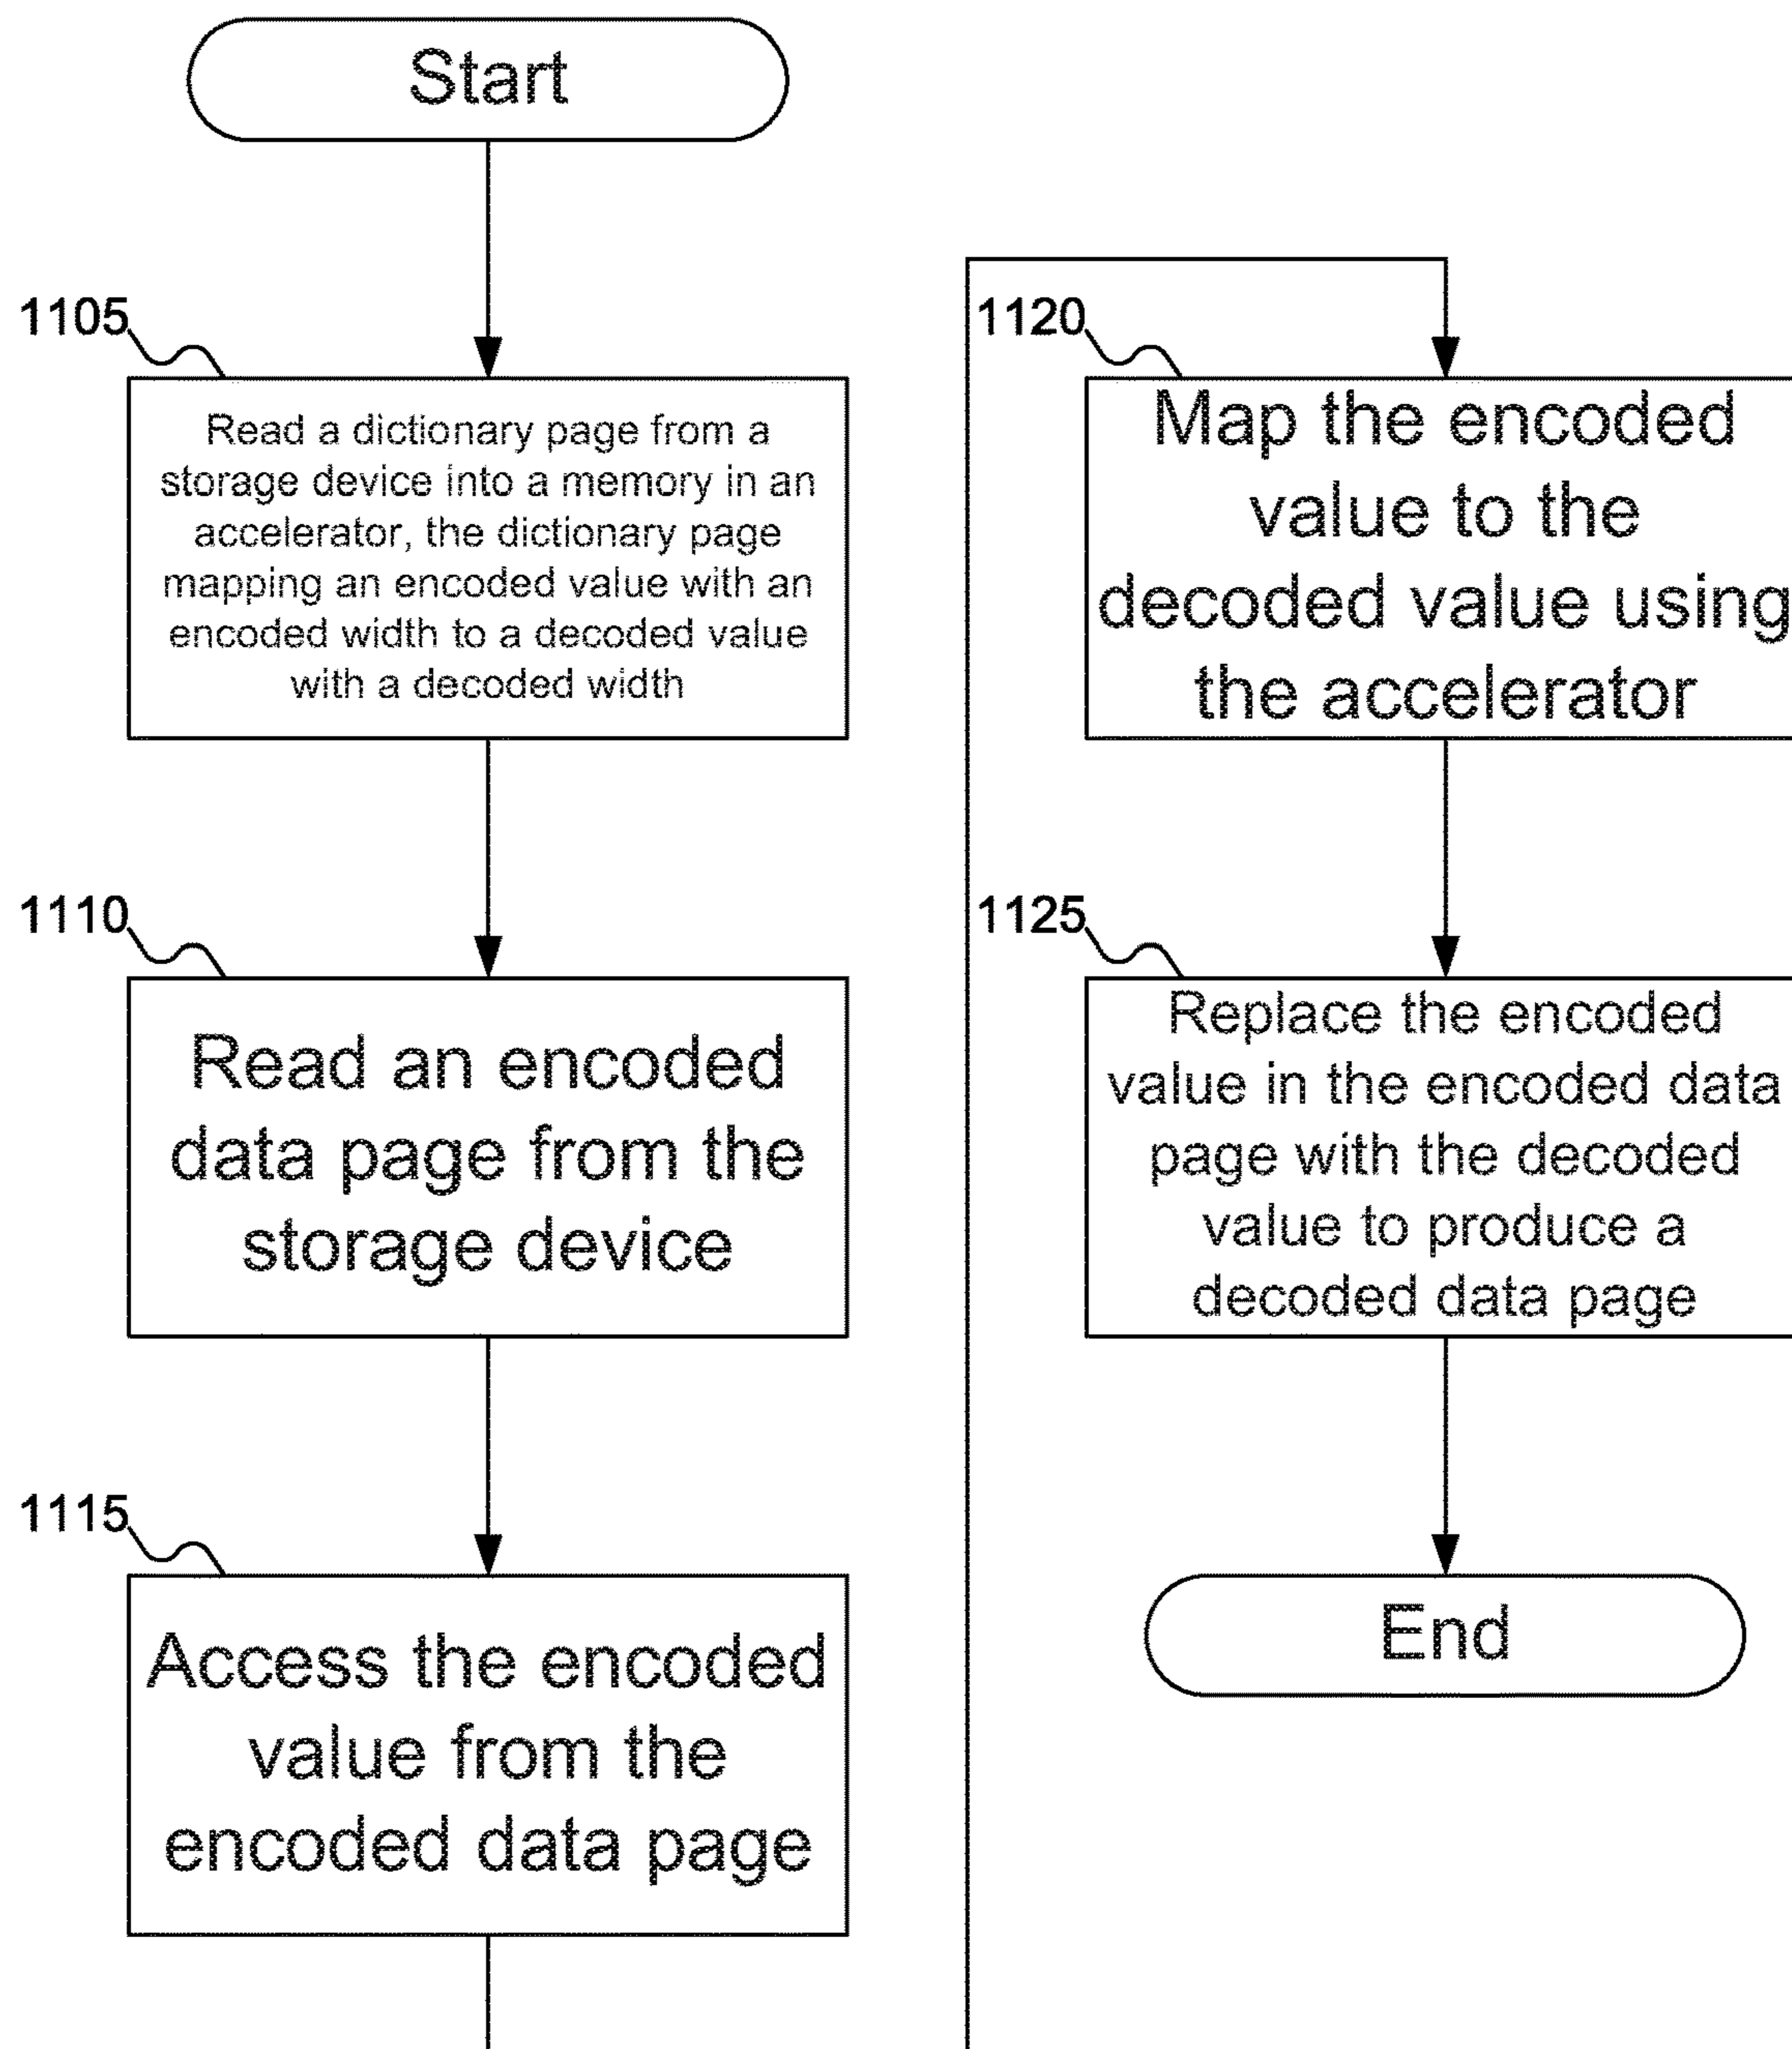 Start
1105
Read a dictionary page from a
storage device into a memory in an
accelerator, the dictionary page
mapping an encoded value with an
encoded width to a decoded value
with a decoded width
1110
Read an encoded
data page from the
storage device
1115
Access the encoded
value from the
encoded data page
1120
Map the encoded
value to the
decoded value using
the accelerator
1125
Replace the encoded
value in the encoded data
page with the decoded
value to produce a
decoded data page
End